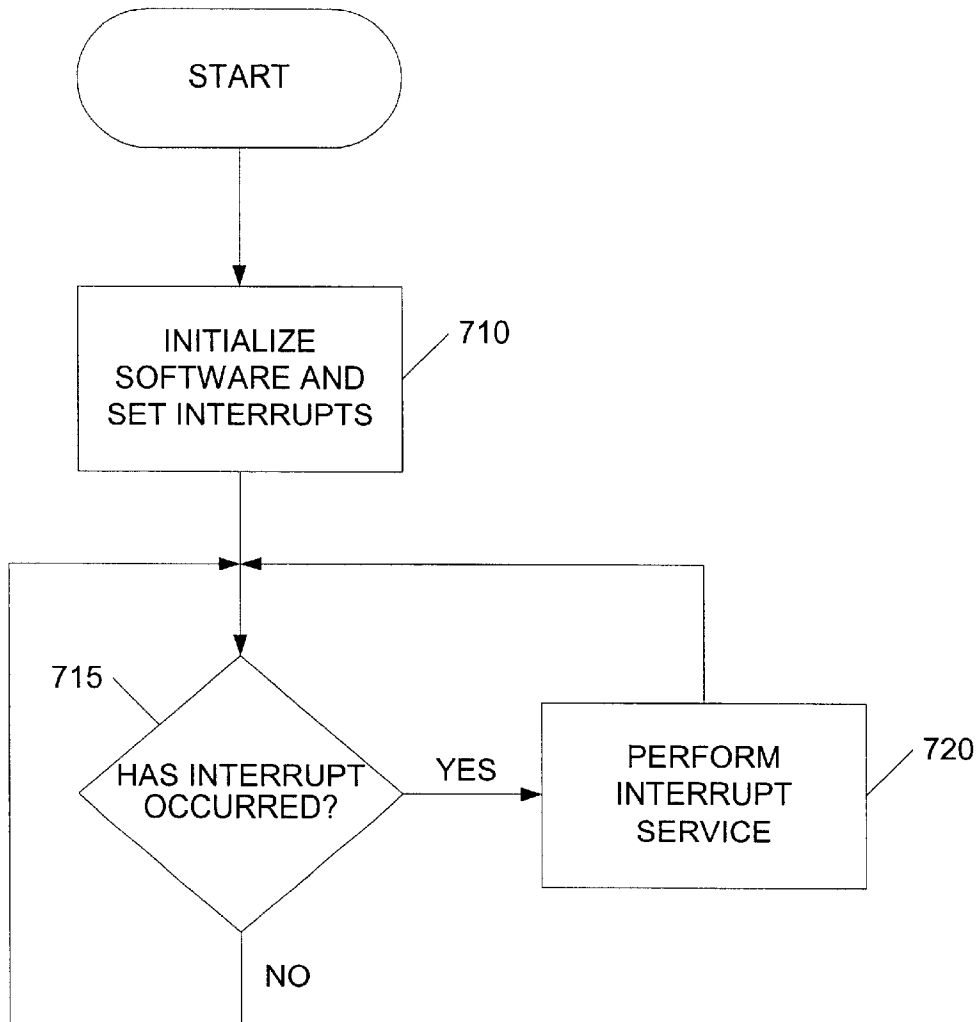 START
INITIALIZE
SOFTWARE AND
SET INTERRUPTS
710
715
HAS INTERRUPT
OCCURRED?
YES
PERFORM
INTERRUPT
SERVICE
720
NO